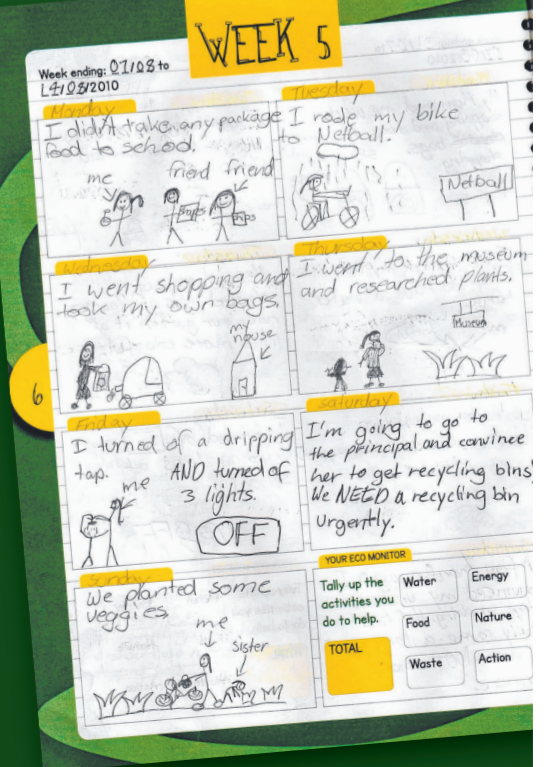 WEEK 5
Week ending: 07/08 to
14/08/2010
Monday
I didn't take any package
food to school.
me
friend
friend
Tuesday
I rode my bike
to Netball.
Netball
Wednesday
I went shopping and
took my own bags.
my
house
Thursday
I went to the museum
and researched plants.
Museum
6
Friday
I turned of a dripping
tap.
me
AND turned of
3 lights.
OFF
Saturday
I'm going to go to
the principal and convince
her to get recycling bins!
We NEED a recycling bin
Urgently.
Sunday
We planted some
veggies.
me
sister
YOUR ECO MONITOR
Tally up the
activities you
do to help.
TOTAL
Water
Energy
Food
Nature
Waste
Action